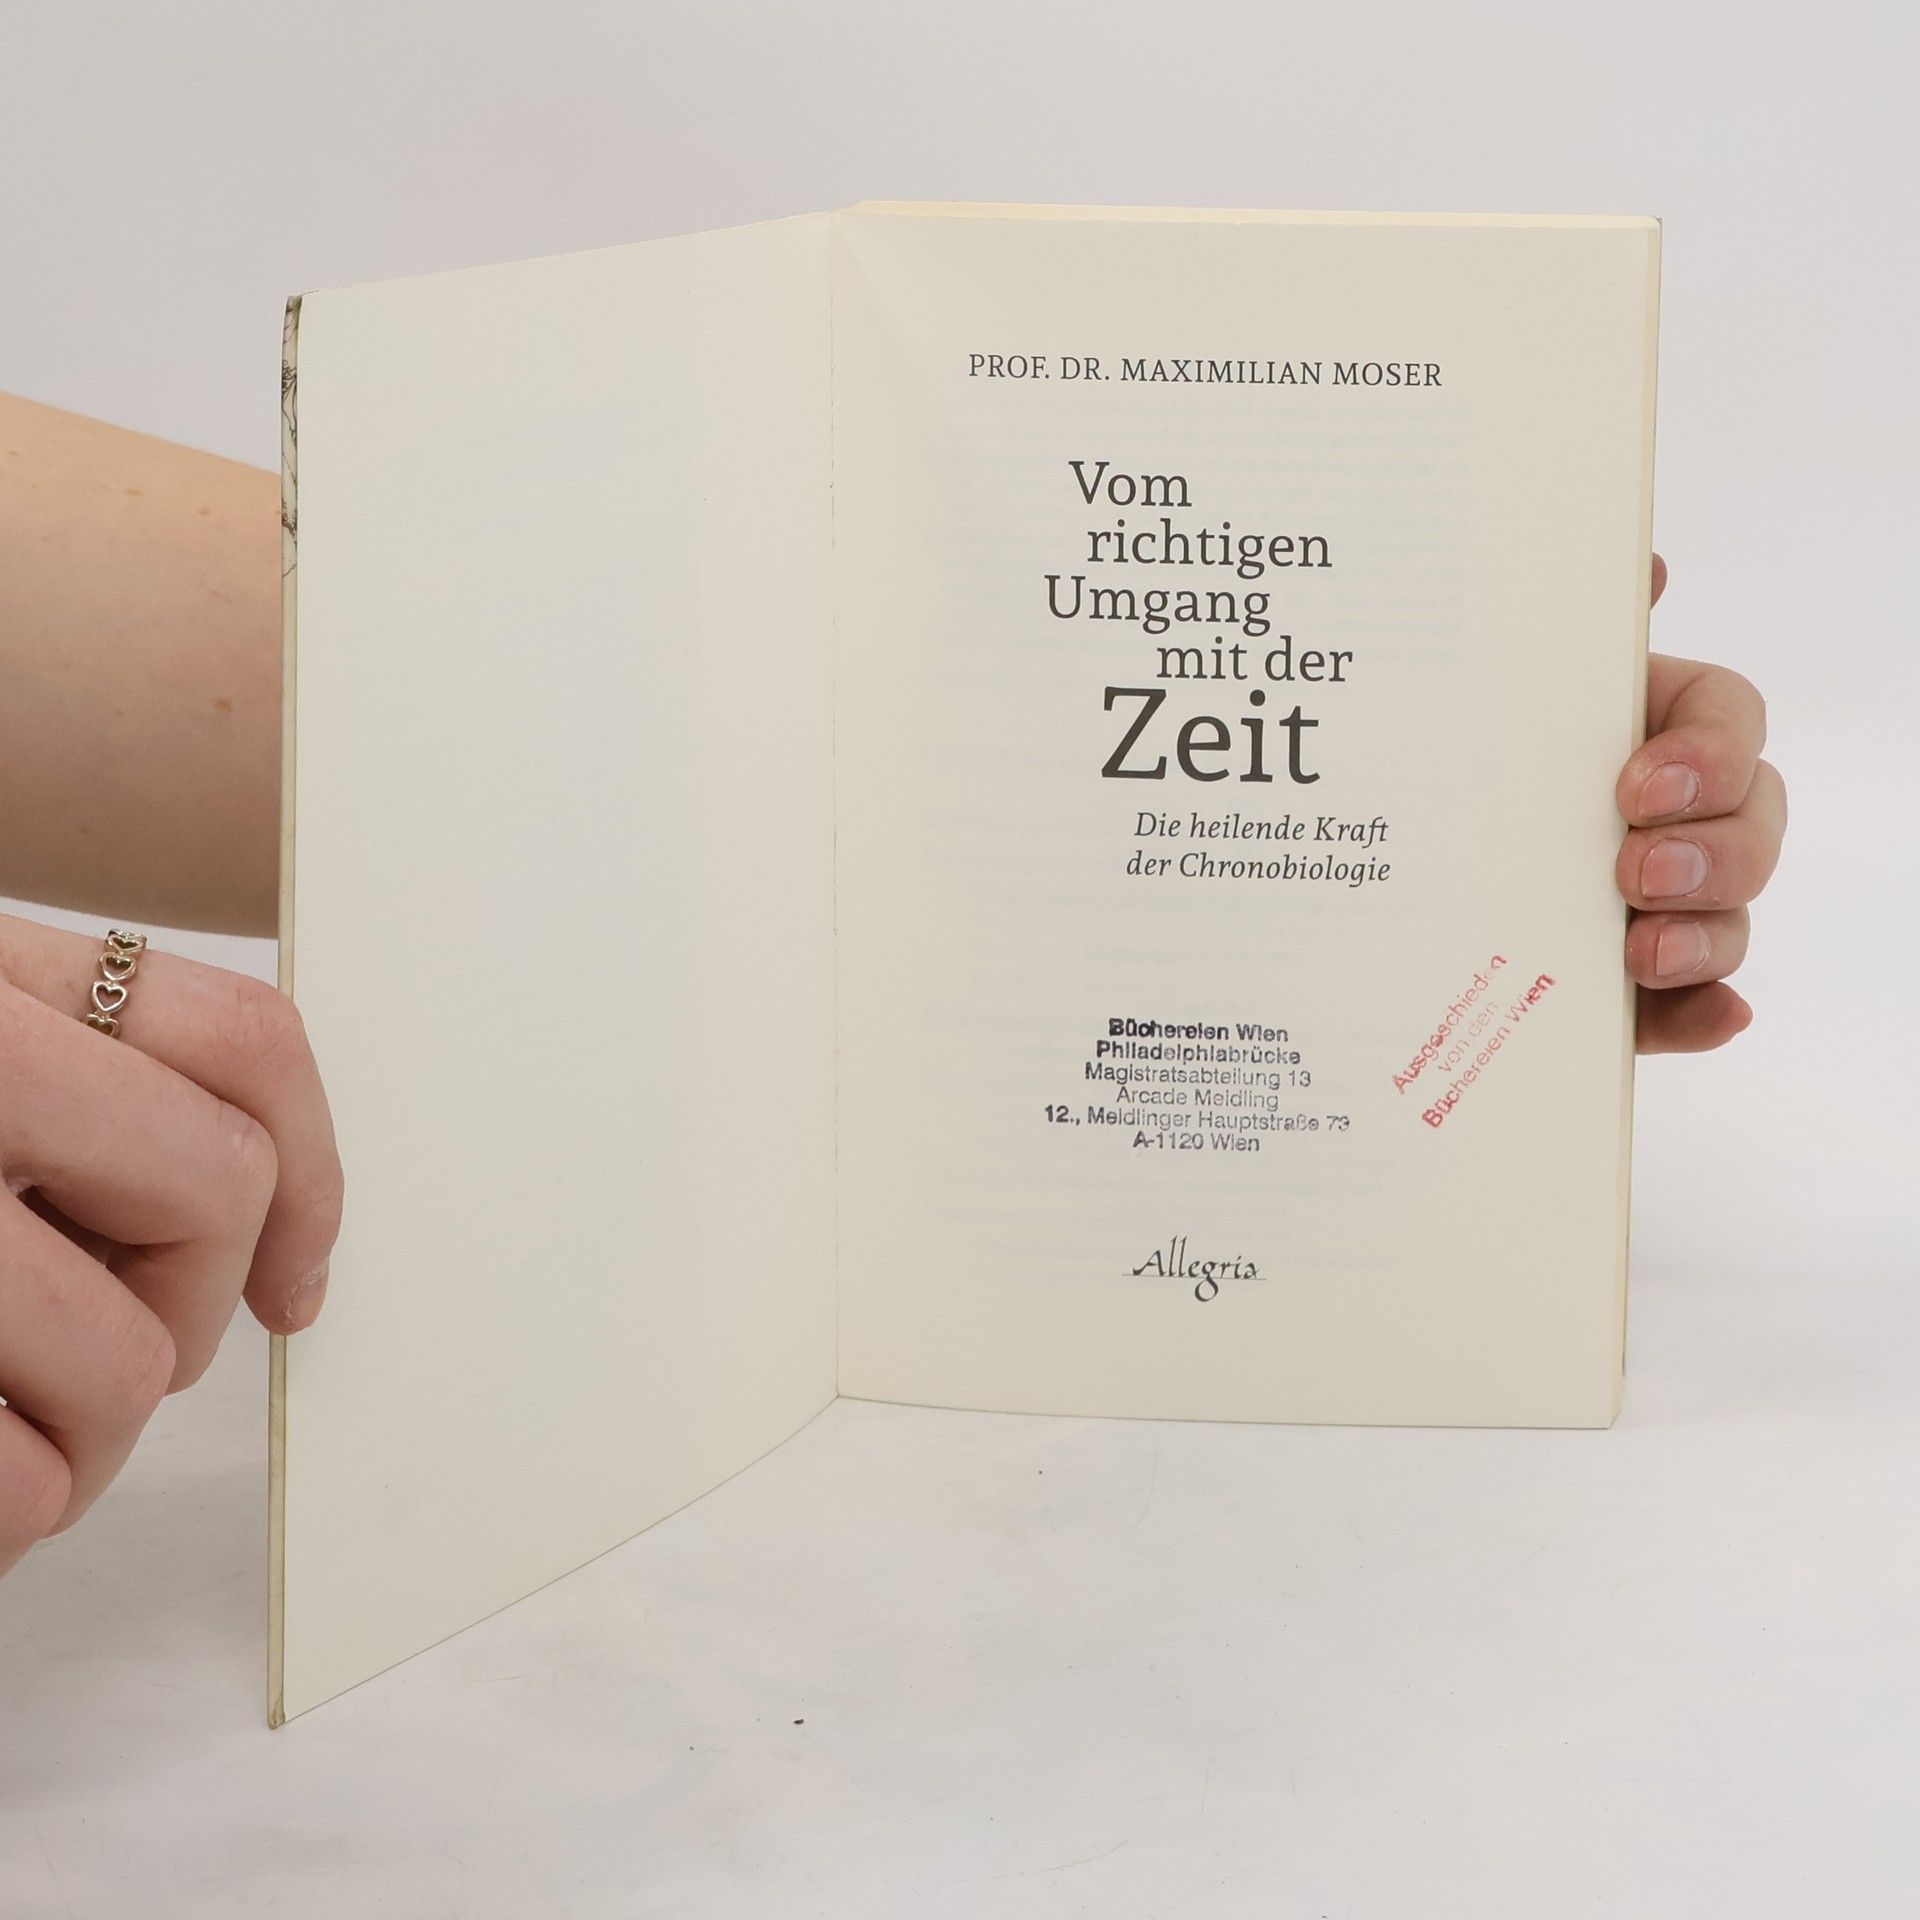 PROF. DR. MAXIMILIAN MOSER
Vom
richtigen
Umgang
mit der
Zeit
Die heilende Kraft
der Chronobiologie
Büchereien Wien
Philadelphiabrücke
Magistratsabteilung 13
Arcade Meidling
12., Meidlinger Hauptstraße 73
A-1120 Wien
Ausgeschieden
von den
Büchereien Wien
Allegria